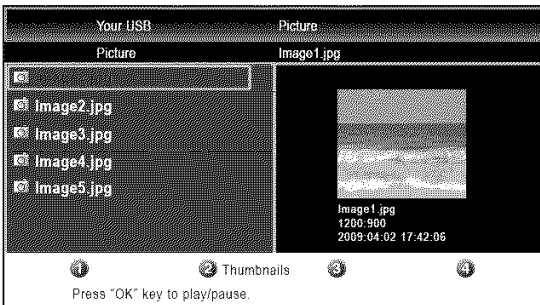 Your USB Picture
Picture Image1.jpg
Image2.jpg
Image3.jpg
Image4.jpg
Image5.jpg
Image1.jpg
1200:900
2009:04:02 17:42:06
1 2 Thumbnails 3 4
Press "OK" key to play/pause.